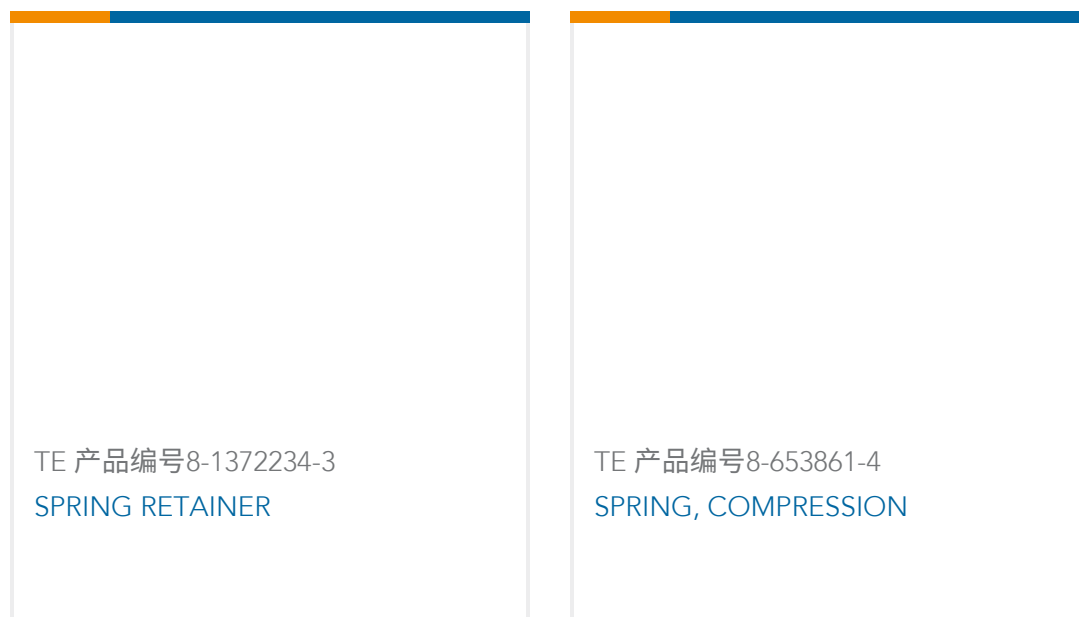 TE 产品编号8-1372234-3
SPRING RETAINER
TE 产品编号8-653861-4
SPRING, COMPRESSION